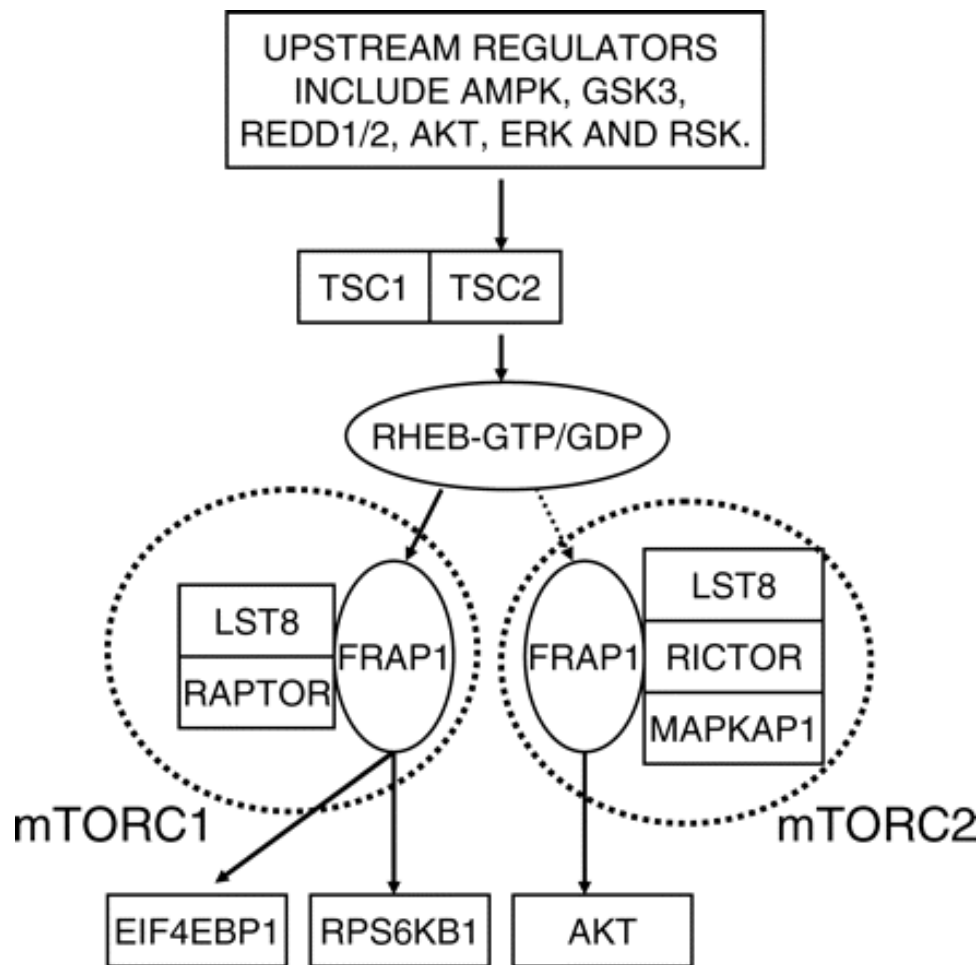 UPSTREAM REGULATORS
INCLUDE AMPK, GSK3,
REDD1/2, AKT, ERK AND RSK.
TSC1 TSC2
RHEB-GTP/GDP
LST8
RAPTOR
FRAP1
mTORC1
FRAP1
LST8
RICTOR
MAPKAP1
mTORC2
EIF4EBP1
RPS6KB1
AKT